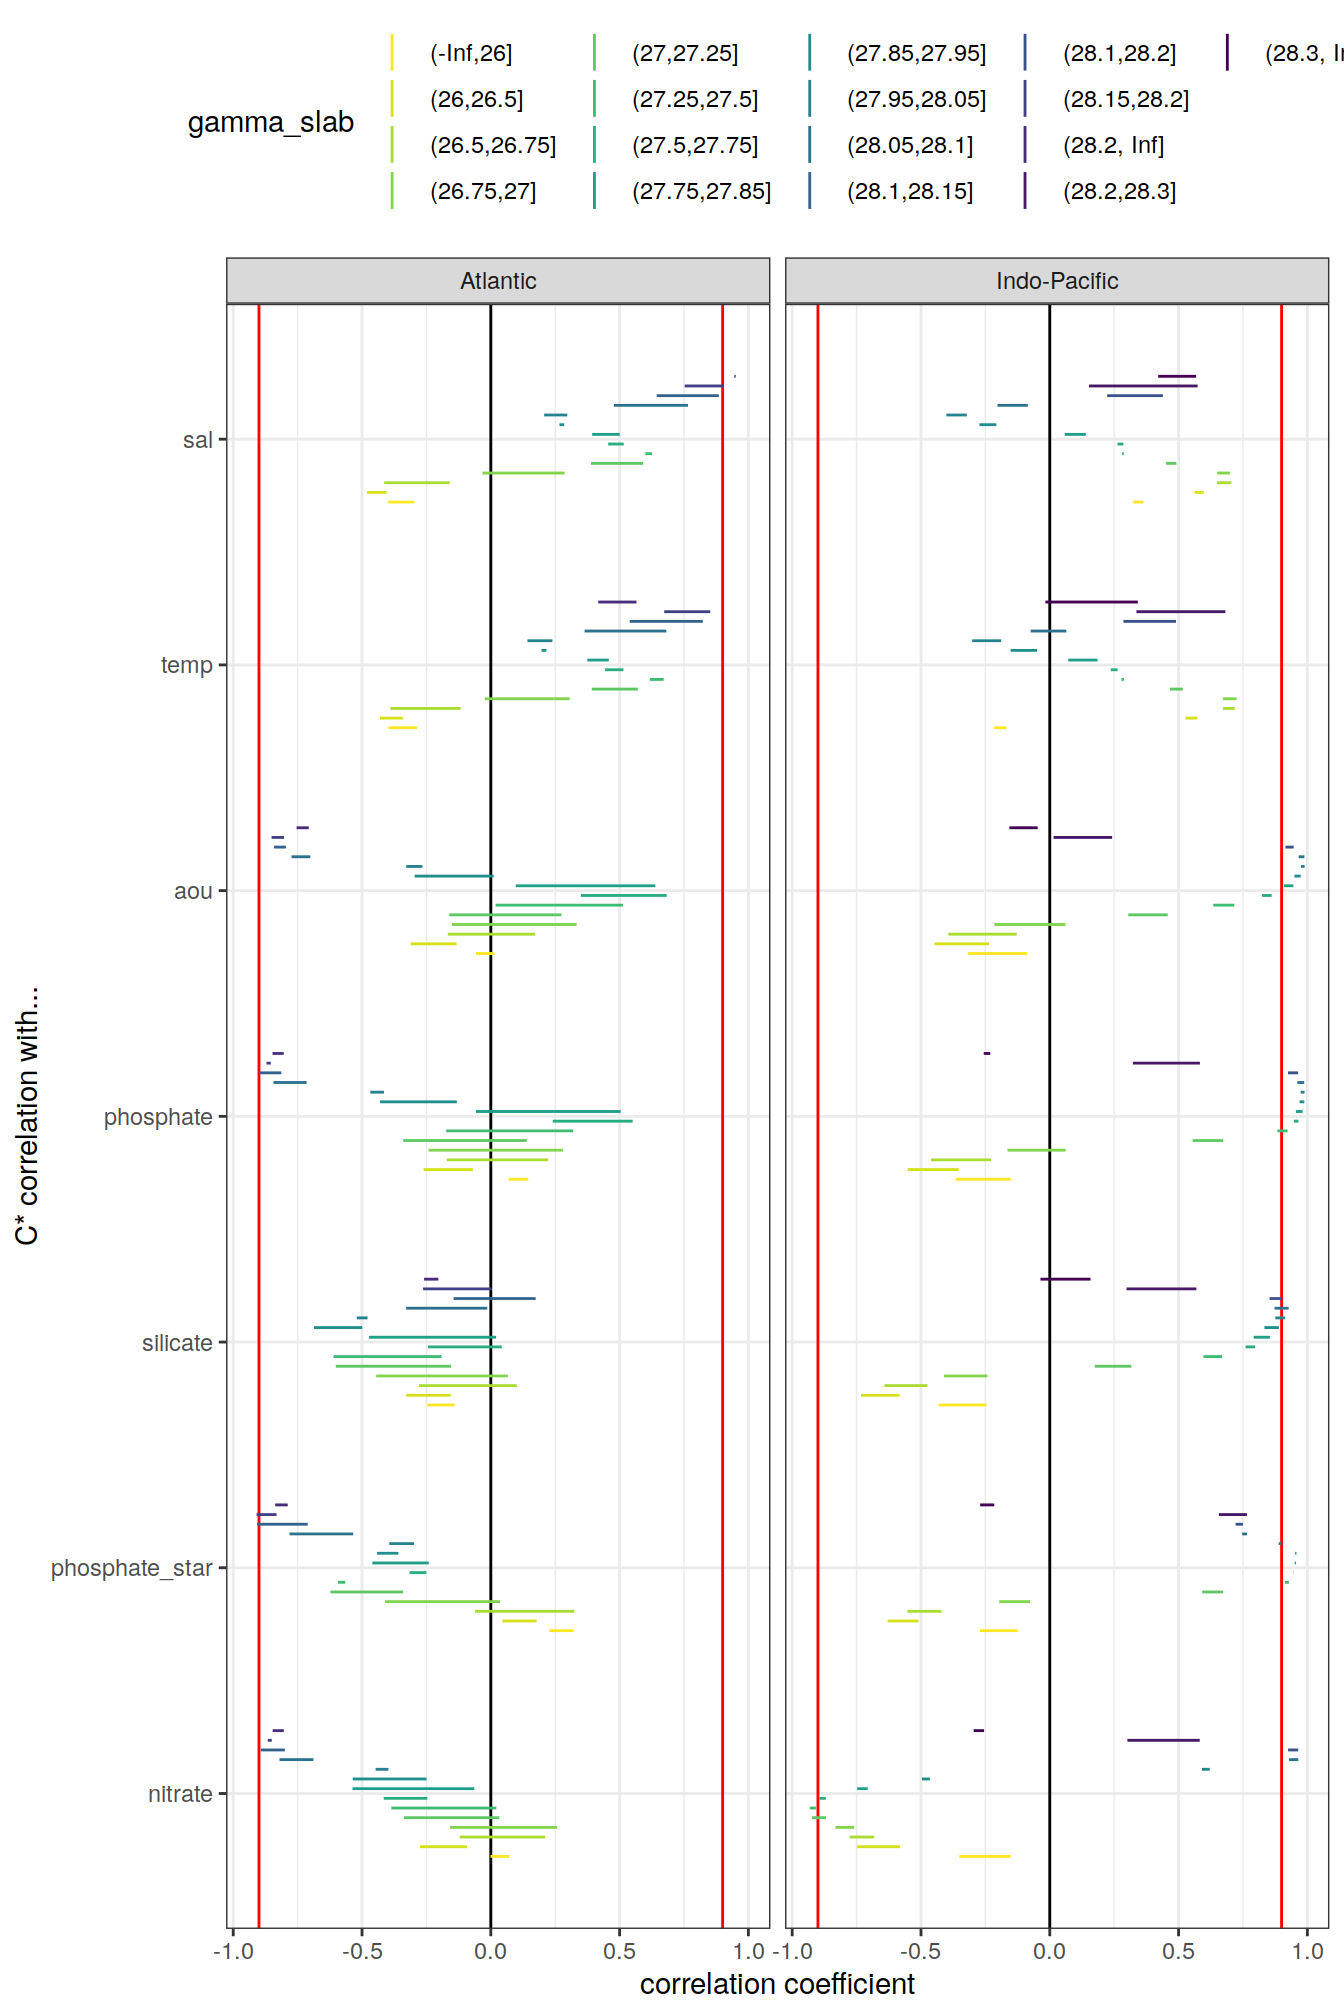 (-Inf,26] (27,27.25] (27.85,27.95] (28.1,28.2] (28.3, I
(26,26.5] (27.25,27.5] (27.95,28.05] (28.15,28.2]
gamma_slab
(26.5,26.75] (27.5,27.75] (28.05,28.1] (28.2, Inf]
(26.75,27] (27.75,27.85] (28.1,28.15] (28.2,28.3]
Atlantic Indo-Pacific
sal
temp
aou
phosphate
silicate
phosphate_star
nitrate
C* correlation with...
-1.0 -0.5 0.0 0.5 1.0 -1.0 -0.5 0.0 0.5 1.0
correlation coefficient